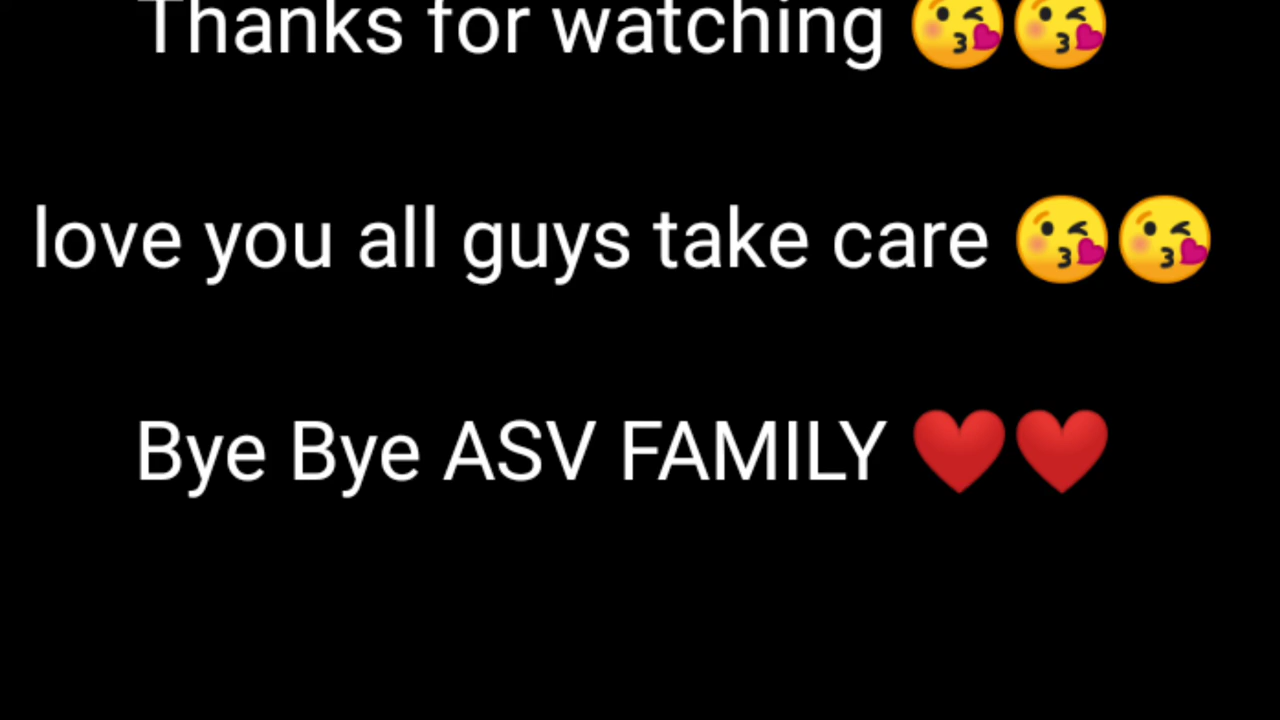 Thanks for watching 😘😘
love you all guys take care 😘😘
Bye Bye ASV FAMILY ❤️❤️